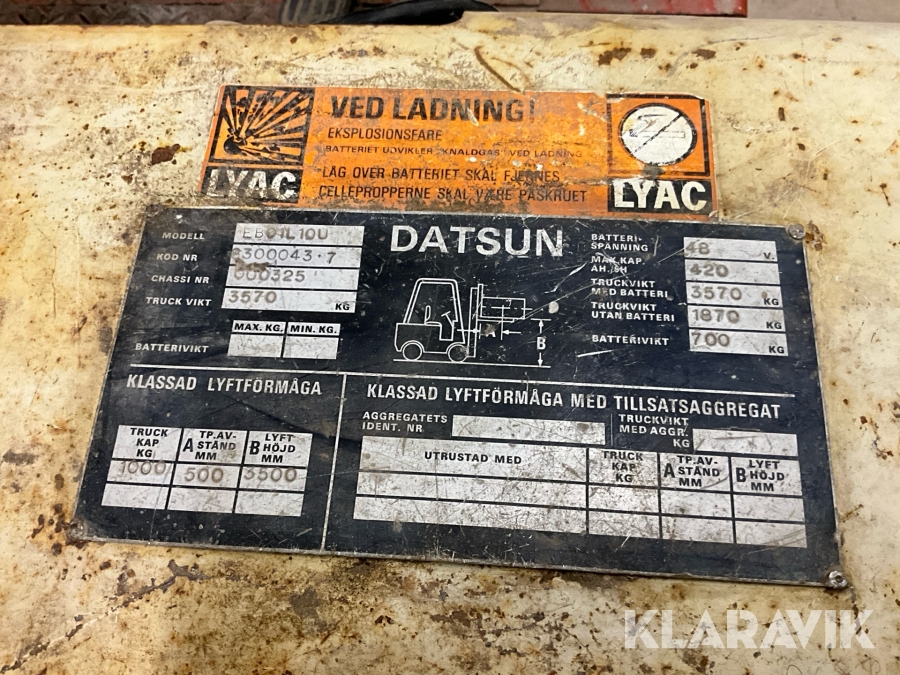 VED LADNING!
EKSPLOSIONSFARE
BATTERIET UDVIKLER "KNALDGAS" VED LADNING
LÅG OVER BATTERIET SKAL FJERNES
CELLEPROPPERNE SKAL VÆRE PÅSKRUET
LYAC
LYAC
DATSUN
MODELL EB01L10U
KOD NR 8300043-7
CHASSI NR 000325
TRUCK VIKT 3570 KG
MAX. KG. MIN. KG.
BATTERIVIKT
BATTERI-
SPÄNNING 48 V.
MAX. KAP.
AH./5H 420
TRUCKVIKT
MED BATTERI 3570 KG
TRUCKVIKT
UTAN BATTERI 1870 KG
BATTERIVIKT 700 KG
A
B
KLASSAD LYFTFÖRMÅGA
TRUCK KAP KG
A TP.AV-STÅND MM
B LYFT HÖJD MM
1000 500 3500
KLASSAD LYFTFÖRMÅGA MED TILLSATSAGGREGAT
AGGREGATETS
IDENT. NR
TRUCKVIKT
MED AGGR.
KG
UTRUSTAD MED
TRUCK KAP KG
A TP.AV-STÅND MM
B LYFT HÖJD MM
KLARAVIK